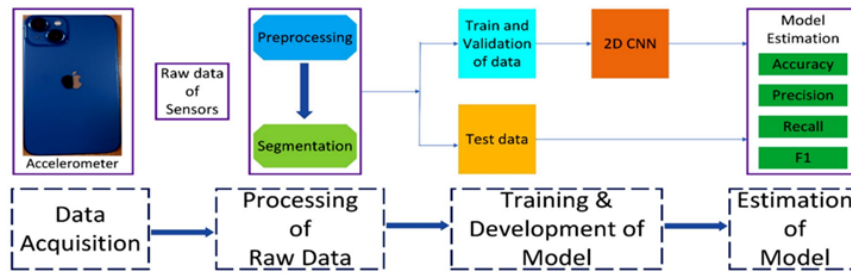 Accelerometer
Raw data
of
Sensors
Preprocessing
Segmentation
Train and
Validation
of data
2D CNN
Test data
Model
Estimation
Accuracy
Precision
Recall
F1
Data
Acquisition
Processing
of
Raw Data
Training &
Development of
Model
Estimation
of
Model